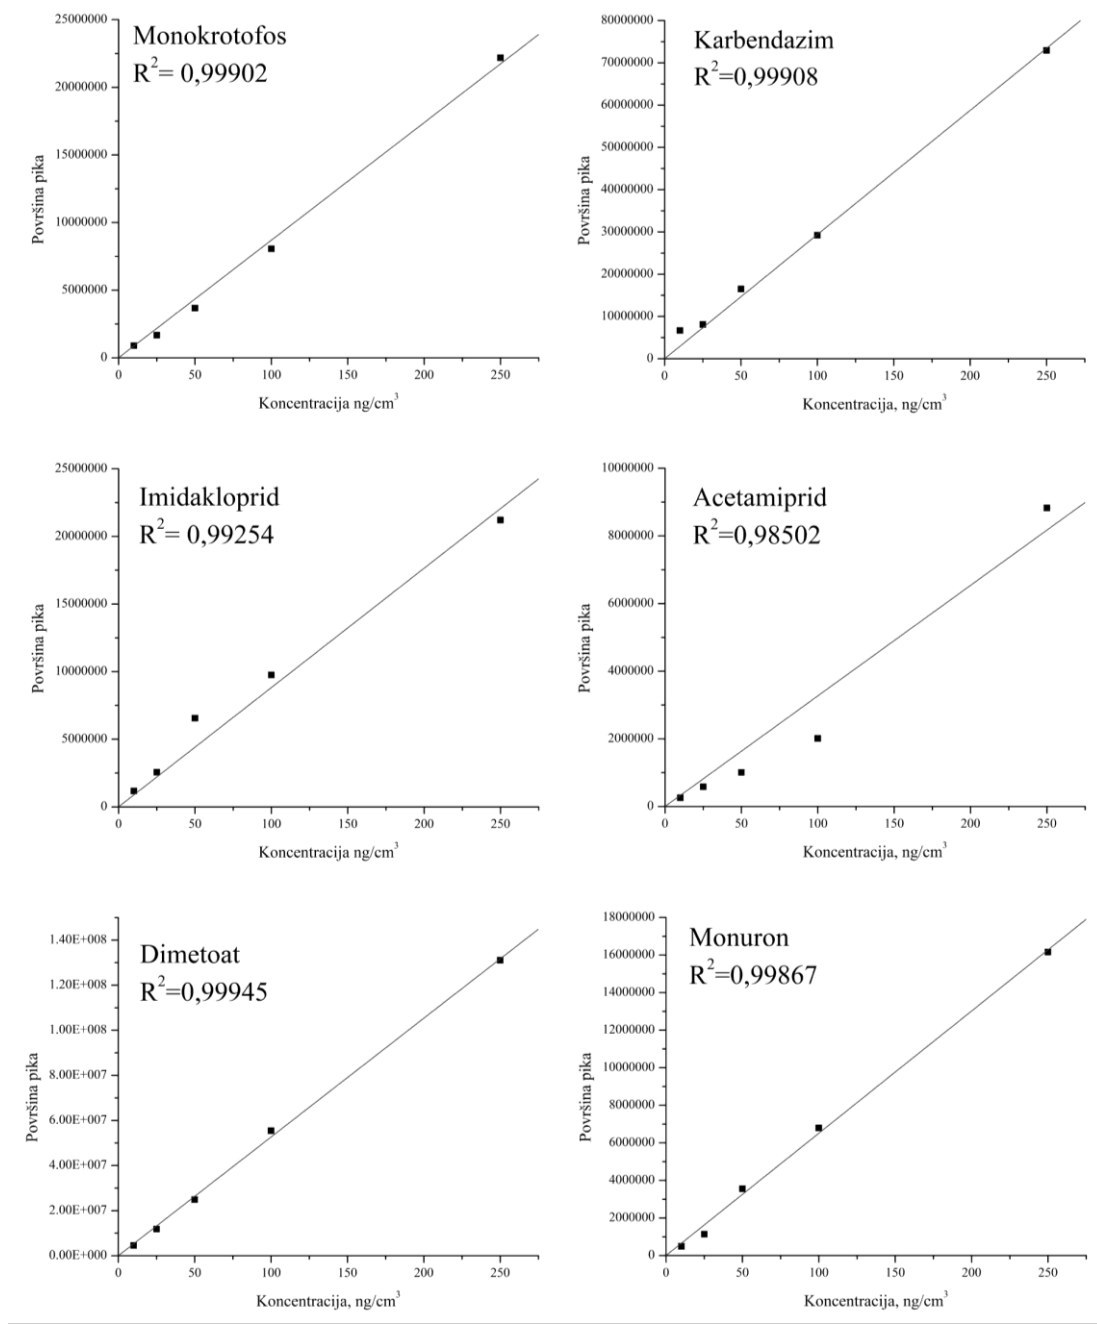 Monokrotofos
R²= 0,99902
25000000
20000000
15000000
10000000
5000000
0
Površina pika
0 50 100 150 200 250
Koncentracija ng/cm³
Karbendazim
R²=0,99908
80000000
70000000
60000000
50000000
40000000
30000000
20000000
10000000
0
Površina pika
0 50 100 150 200 250
Koncentracija, ng/cm³
Imidakloprid
R²= 0,99254
25000000
20000000
15000000
10000000
5000000
0
Površina pika
0 50 100 150 200 250
Koncentracija ng/cm³
Acetamiprid
R²=0,98502
10000000
8000000
6000000
4000000
2000000
0
Površina pika
0 50 100 150 200 250
Koncentracija, ng/cm³
Dimetoat
R²=0,99945
1.40E+008
1.20E+008
1.00E+008
8.00E+007
6.00E+007
4.00E+007
2.00E+007
0.00E+000
Površina pika
0 50 100 150 200 250
Koncentracija, ng/cm³
Monuron
R²=0,99867
18000000
16000000
14000000
12000000
10000000
8000000
6000000
4000000
2000000
0
Površina pika
0 50 100 150 200 250
Koncentracija, ng/cm³